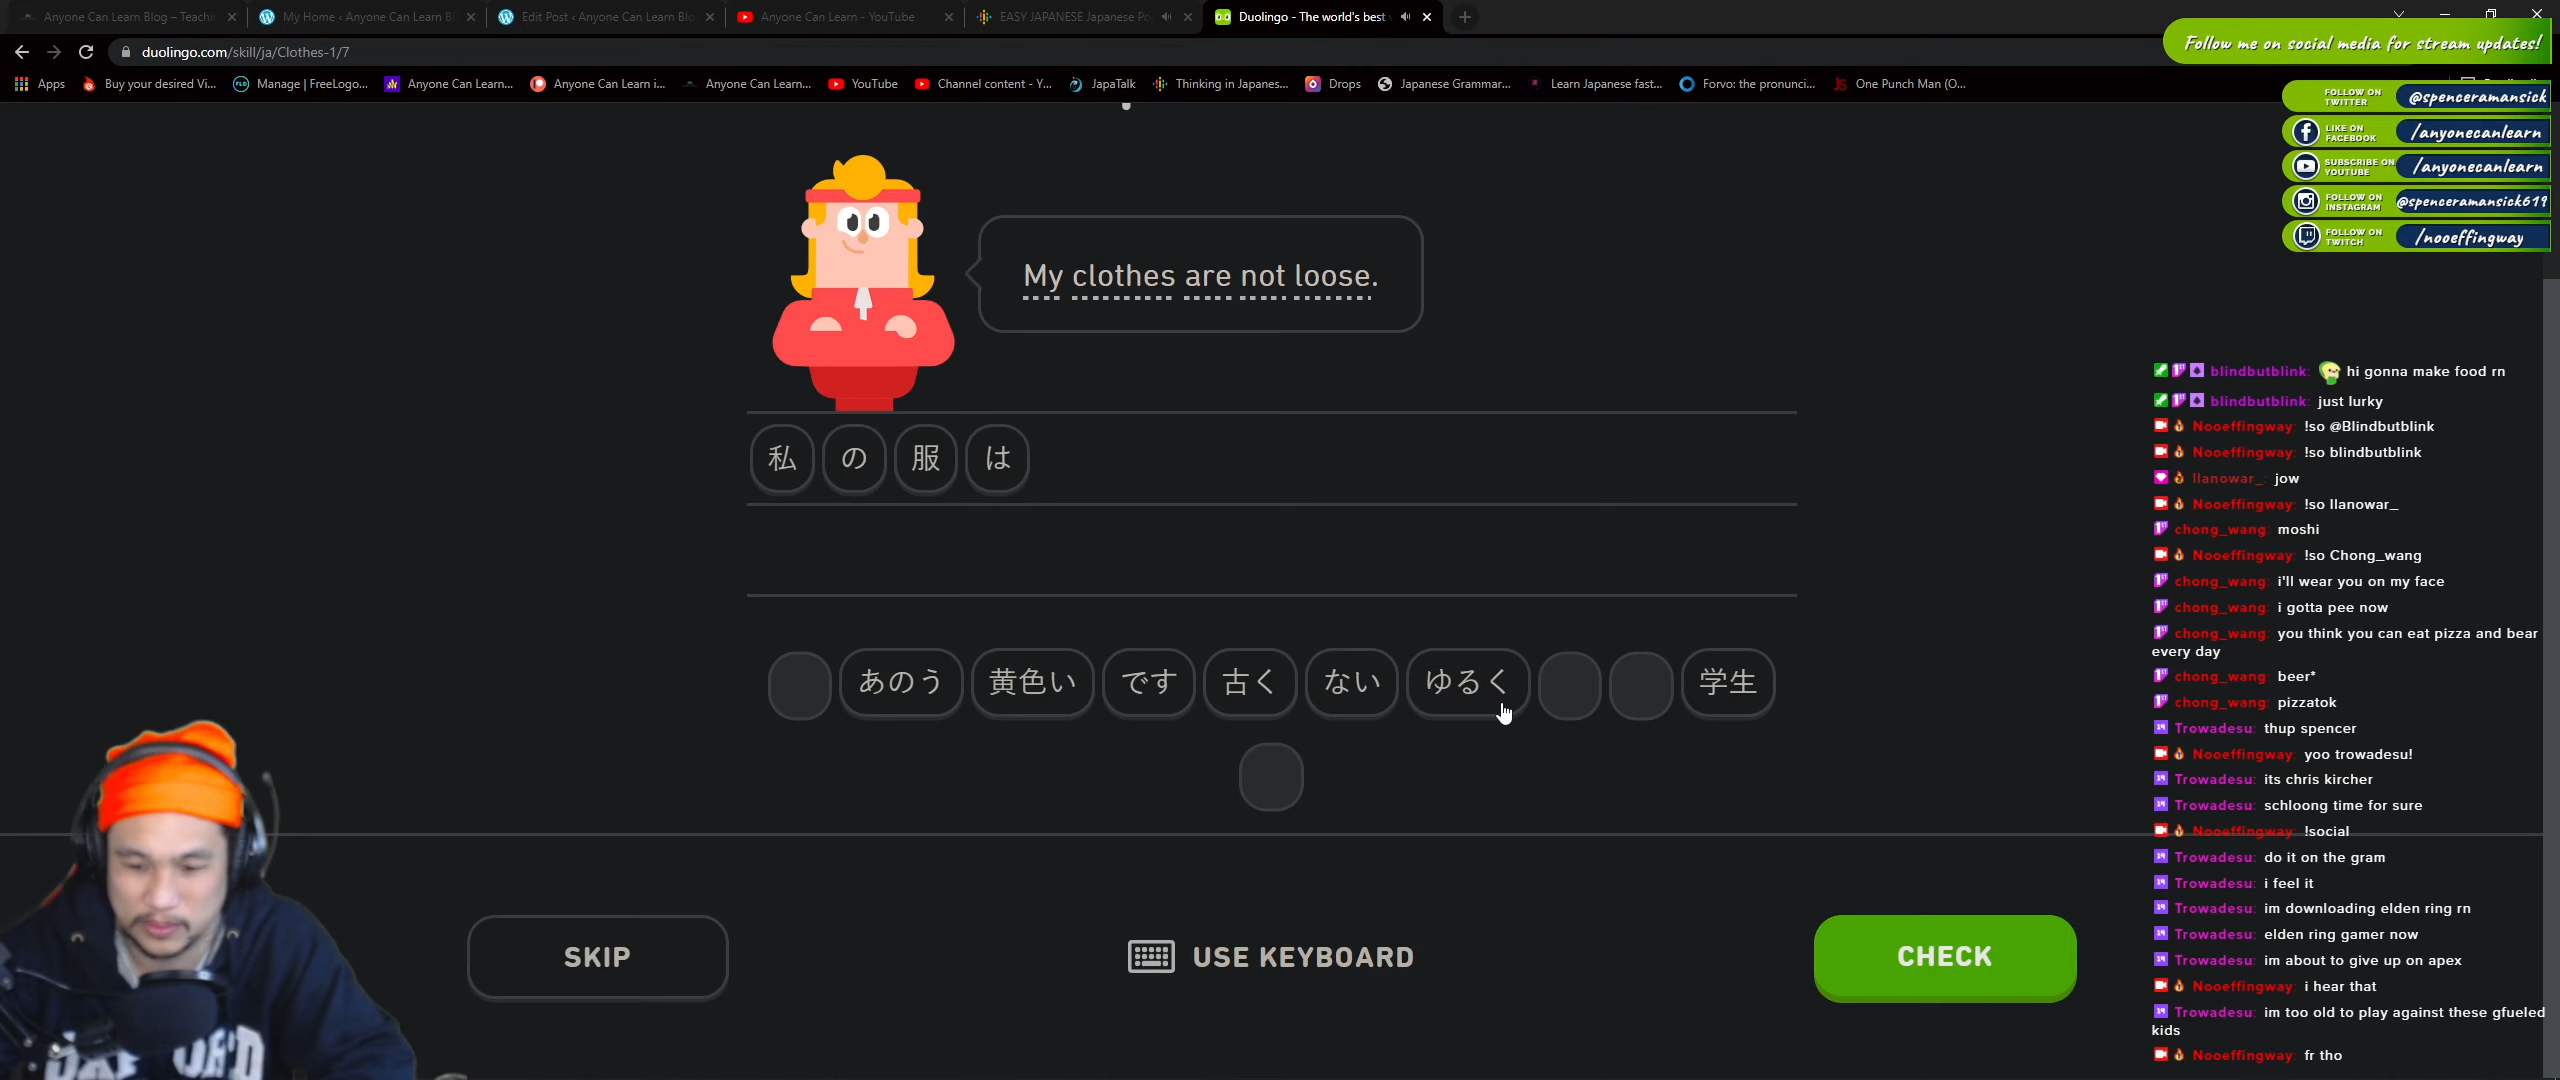 Anyone Can Learn Blog – Teachin
My Home ‹ Anyone Can Learn Bl
Edit Post ‹ Anyone Can Learn Blo
Anyone Can Learn - YouTube
EASY JAPANESE Japanese Po
Duolingo - The world's best
duolingo.com/skill/ja/Clothes-1/7
Follow me on social media for stream updates!
Apps
Buy your desired Vi...
Manage | FreeLogo...
Anyone Can Learn...
Anyone Can Learn i...
Anyone Can Learn...
YouTube
Channel content - Y...
JapaTalk
Thinking in Japanes...
Drops
Japanese Grammar...
Learn Japanese fast...
Forvo: the pronunci...
One Punch Man (O...
FOLLOW ON TWITTER @spenceramansick
LIKE ON FACEBOOK /anyonecanlearn
SUBSCRIBE ON YOUTUBE /anyonecanlearn
FOLLOW ON INSTAGRAM @spenceramansick619
FOLLOW ON TWITCH /nooeffingway
My clothes are not loose.
私 の 服 は
あのう 黄色い です 古く ない ゆるく 学生
SKIP
USE KEYBOARD
CHECK
blindbutblink: hi gonna make food rn
blindbutblink: just lurky
Nooeffingway: !so @Blindbutblink
Nooeffingway: !so blindbutblink
llanowar_: jow
Nooeffingway: !so llanowar_
chong_wang: moshi
Nooeffingway: !so Chong_wang
chong_wang: i'll wear you on my face
chong_wang: i gotta pee now
chong_wang: you think you can eat pizza and bear
every day
chong_wang: beer*
chong_wang: pizzatok
Trowadesu: thup spencer
Nooeffingway: yoo trowadesu!
Trowadesu: its chris kircher
Trowadesu: schloong time for sure
Nooeffingway: !social
Trowadesu: do it on the gram
Trowadesu: i feel it
Trowadesu: im downloading elden ring rn
Trowadesu: elden ring gamer now
Trowadesu: im about to give up on apex
Nooeffingway: i hear that
Trowadesu: im too old to play against these gfueled
kids
Nooeffingway: fr tho